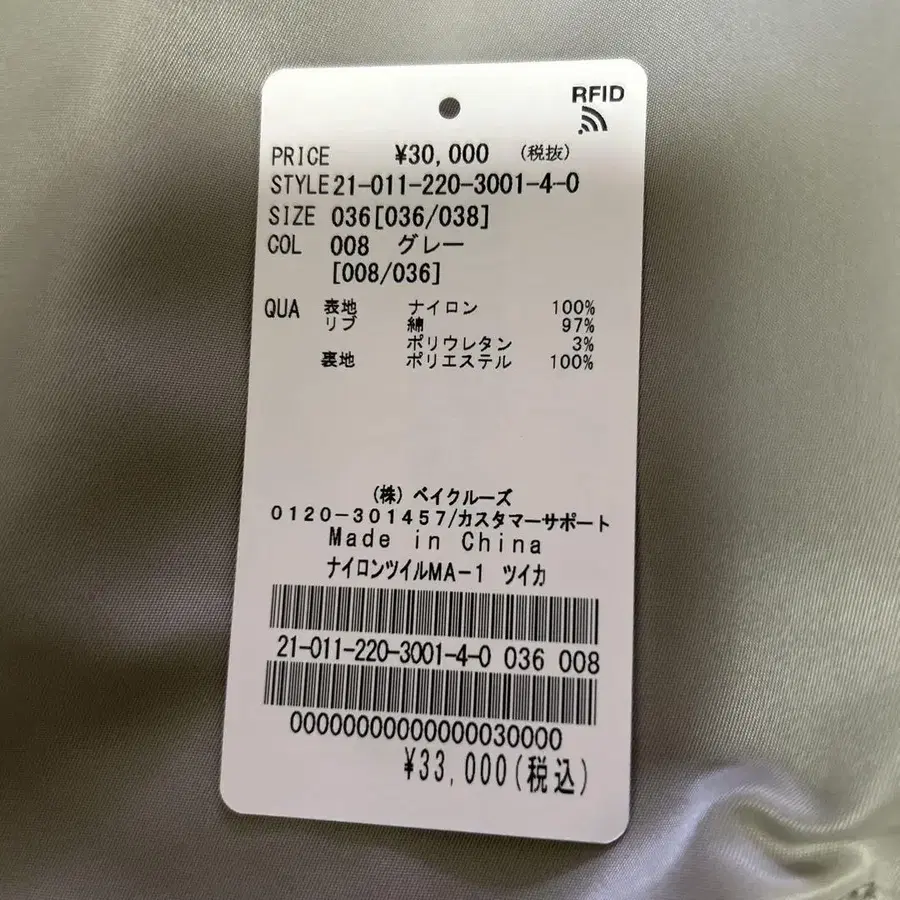 RFID
PRICE ¥30,000 (税抜)
STYLE 21-011-220-3001-4-0
SIZE 036[036/038]
COL 008 グレー
[008/036]
QUA 表地 ナイロン 100%
リブ 綿 97%
ポリウレタン 3%
裏地 ポリエステル 100%
(株) ベイクルーズ
0120-301457/カスタマーサポート
Made in China
ナイロンツイルMA-1 ツイカ
21-011-220-3001-4-0 036 008
00000000000000030000
¥33,000(税込)